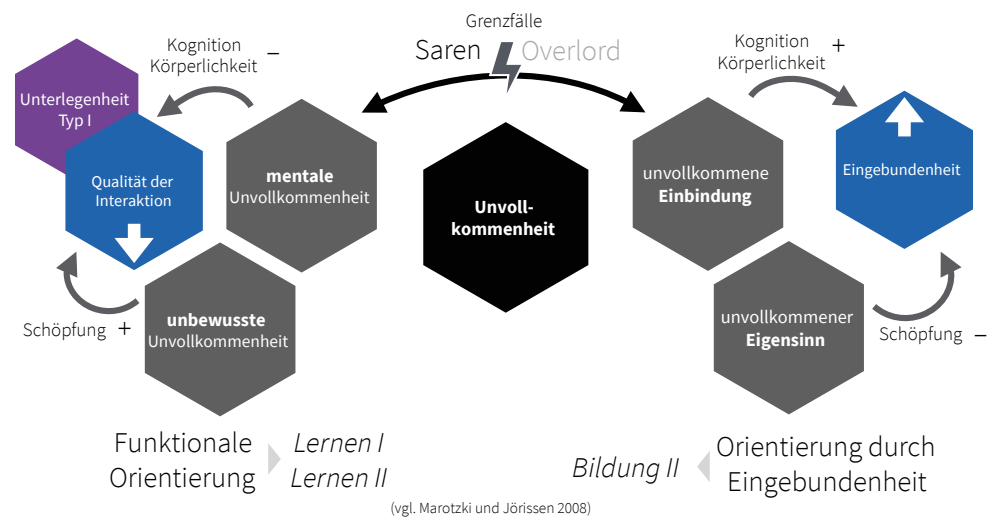 Grenzfälle
Saren Overlord
Kognition
Körperlichkeit –
Kognition
Körperlichkeit +
Unterlegenheit
Typ I
Qualität der
Interaktion
mentale
Unvollkommenheit
Unvoll-
kommenheit
unvollkommene
Einbindung
Eingebundenheit
Schöpfung +
unbewusste
Unvollkommenheit
unvollkommener
Eigensinn
Schöpfung –
Funktionale
Orientierung
Lernen I
Lernen II
Bildung II
Orientierung durch
Eingebundenheit
(vgl. Marotzki und Jörissen 2008)